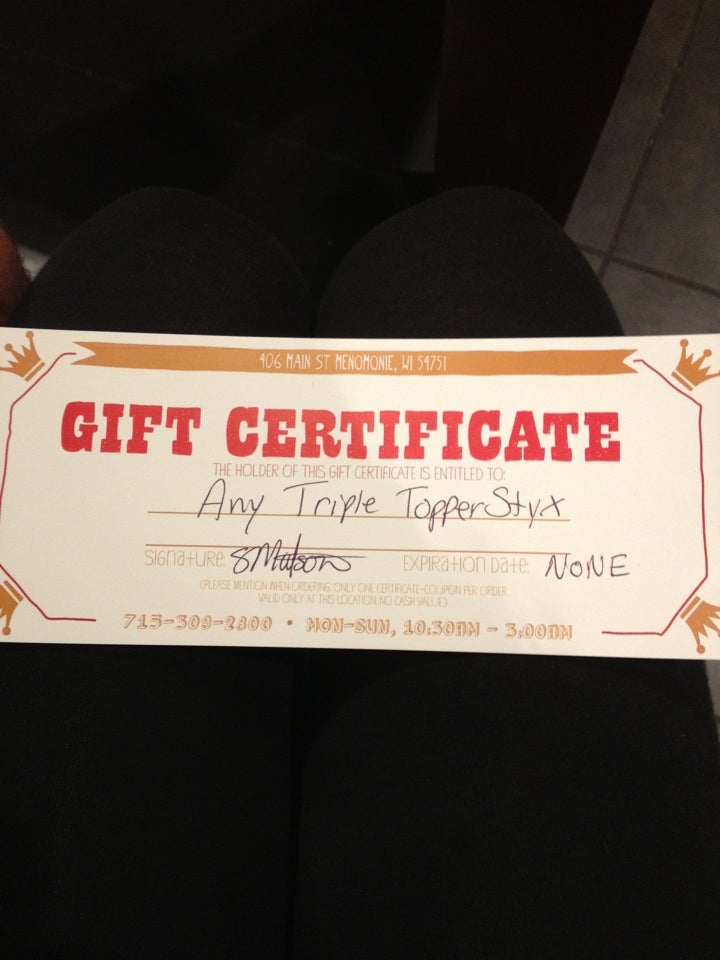 406 MAIN ST MENOMONIE, WI 54751
GIFT CERTIFICATE
THE HOLDER OF THIS GIFT CERTIFICATE IS ENTITLED TO:
Any Triple TopperStyx
SIGNATURE: SMatson EXPIRATION DATE: NONE
(PLEASE MENTION WHEN ORDERING. ONLY ONE CERTIFICATE-COUPON PER ORDER.
VALID ONLY AT THIS LOCATION. NO CASH VALUE)
715-309-2800 • MON-SUN, 10:30AM - 3:00AM